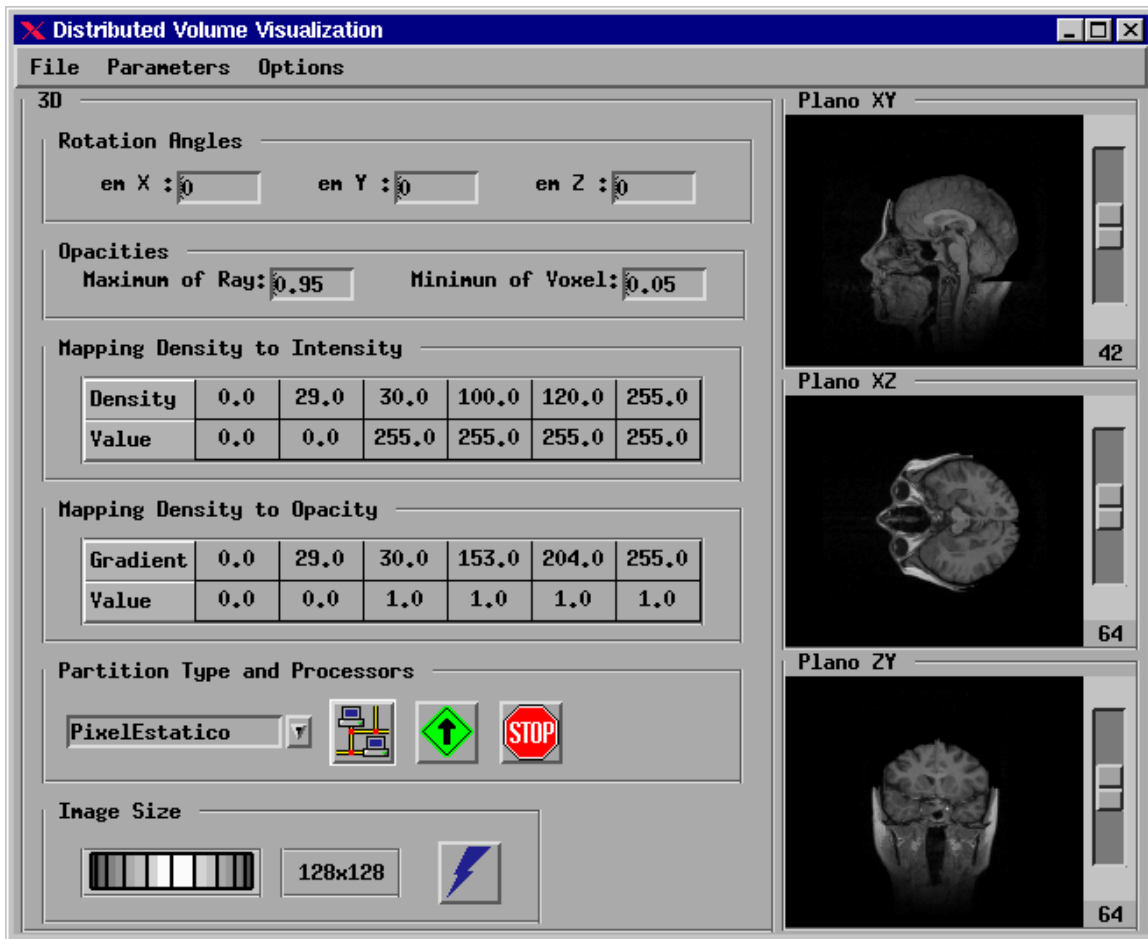 Distributed Volume Visualization
File Parameters Options
3D
Rotation Angles
em X : 0 em Y : 0 em Z : 0
Opacities
Maximum of Ray: 0.95 Minimun of Voxel: 0.05
Mapping Density to Intensity
Density 0.0 29.0 30.0 100.0 120.0 255.0
Value 0.0 0.0 255.0 255.0 255.0 255.0
Mapping Density to Opacity
Gradient 0.0 29.0 30.0 153.0 204.0 255.0
Value 0.0 0.0 1.0 1.0 1.0 1.0
Partition Type and Processors
PixelEstatico STOP
Image Size
128x128
Plano XY
42
Plano XZ
64
Plano ZY
64